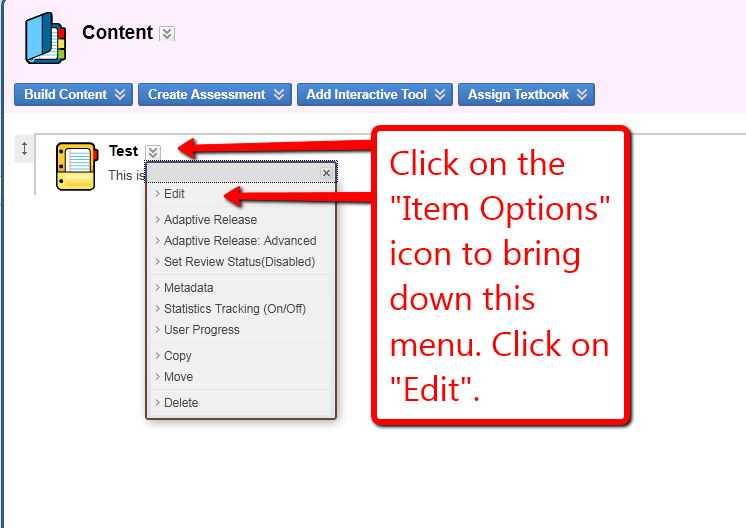 Content
Build Content
Create Assessment
Add Interactive Tool
Assign Textbook
Test
This is
Edit
Adaptive Release
Adaptive Release: Advanced
Set Review Status(Disabled)
Metadata
Statistics Tracking (On/Off)
User Progress
Copy
Move
Delete
Click on the
"Item Options"
icon to bring
down this
menu. Click on
"Edit".